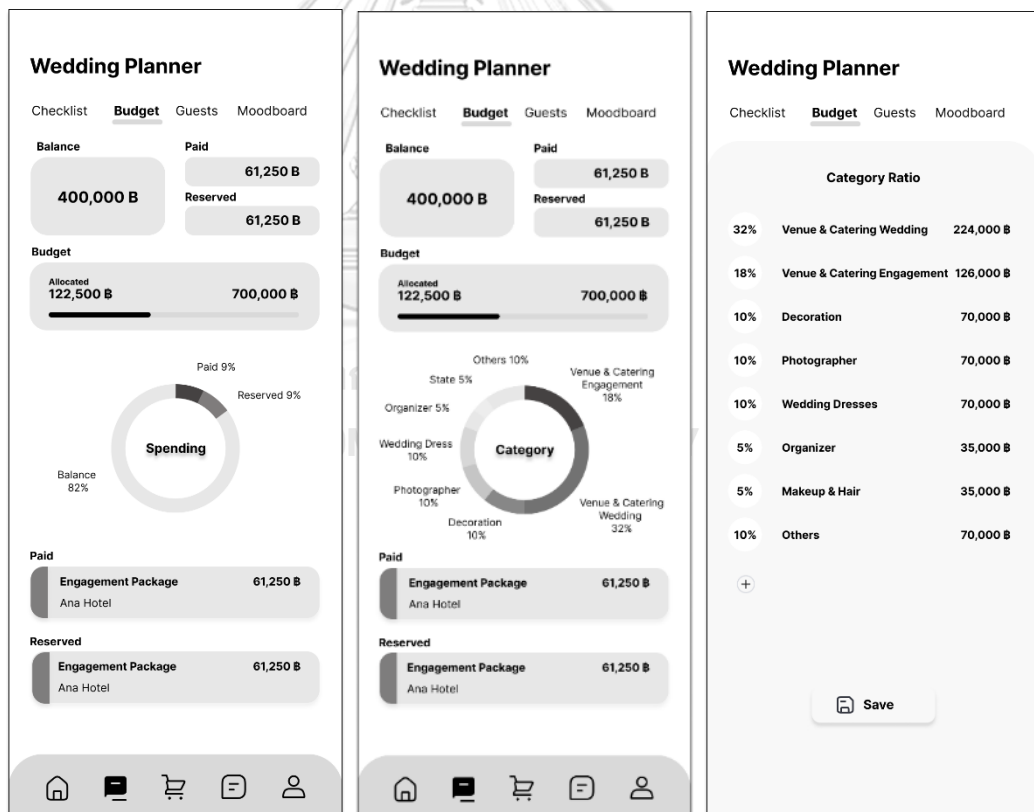 Wedding Planner
Checklist Budget Guests Moodboard
Balance
400,000 B
Paid
61,250 B
Reserved
61,250 B
Budget
Allocated
122,500 ฿
700,000 ฿
Paid 9%
Reserved 9%
Spending
Balance
82%
Paid
Engagement Package 61,250 ฿
Ana Hotel
Reserved
Engagement Package 61,250 ฿
Ana Hotel
Wedding Planner
Checklist Budget Guests Moodboard
Balance
400,000 B
Paid
61,250 B
Reserved
61,250 B
Budget
Allocated
122,500 ฿
700,000 ฿
Others 10%
Venue & Catering
Engagement
18%
State 5%
Organizer 5%
Wedding Dress
10%
Category
Photographer
10%
Venue & Catering
Wedding
32%
Decoration
10%
Paid
Engagement Package 61,250 ฿
Ana Hotel
Reserved
Engagement Package 61,250 ฿
Ana Hotel
Wedding Planner
Checklist Budget Guests Moodboard
Category Ratio
32% Venue & Catering Wedding 224,000 ฿
18% Venue & Catering Engagement 126,000 ฿
10% Decoration 70,000 ฿
10% Photographer 70,000 ฿
10% Wedding Dresses 70,000 ฿
5% Organizer 35,000 ฿
5% Makeup & Hair 35,000 ฿
10% Others 70,000 ฿
Save